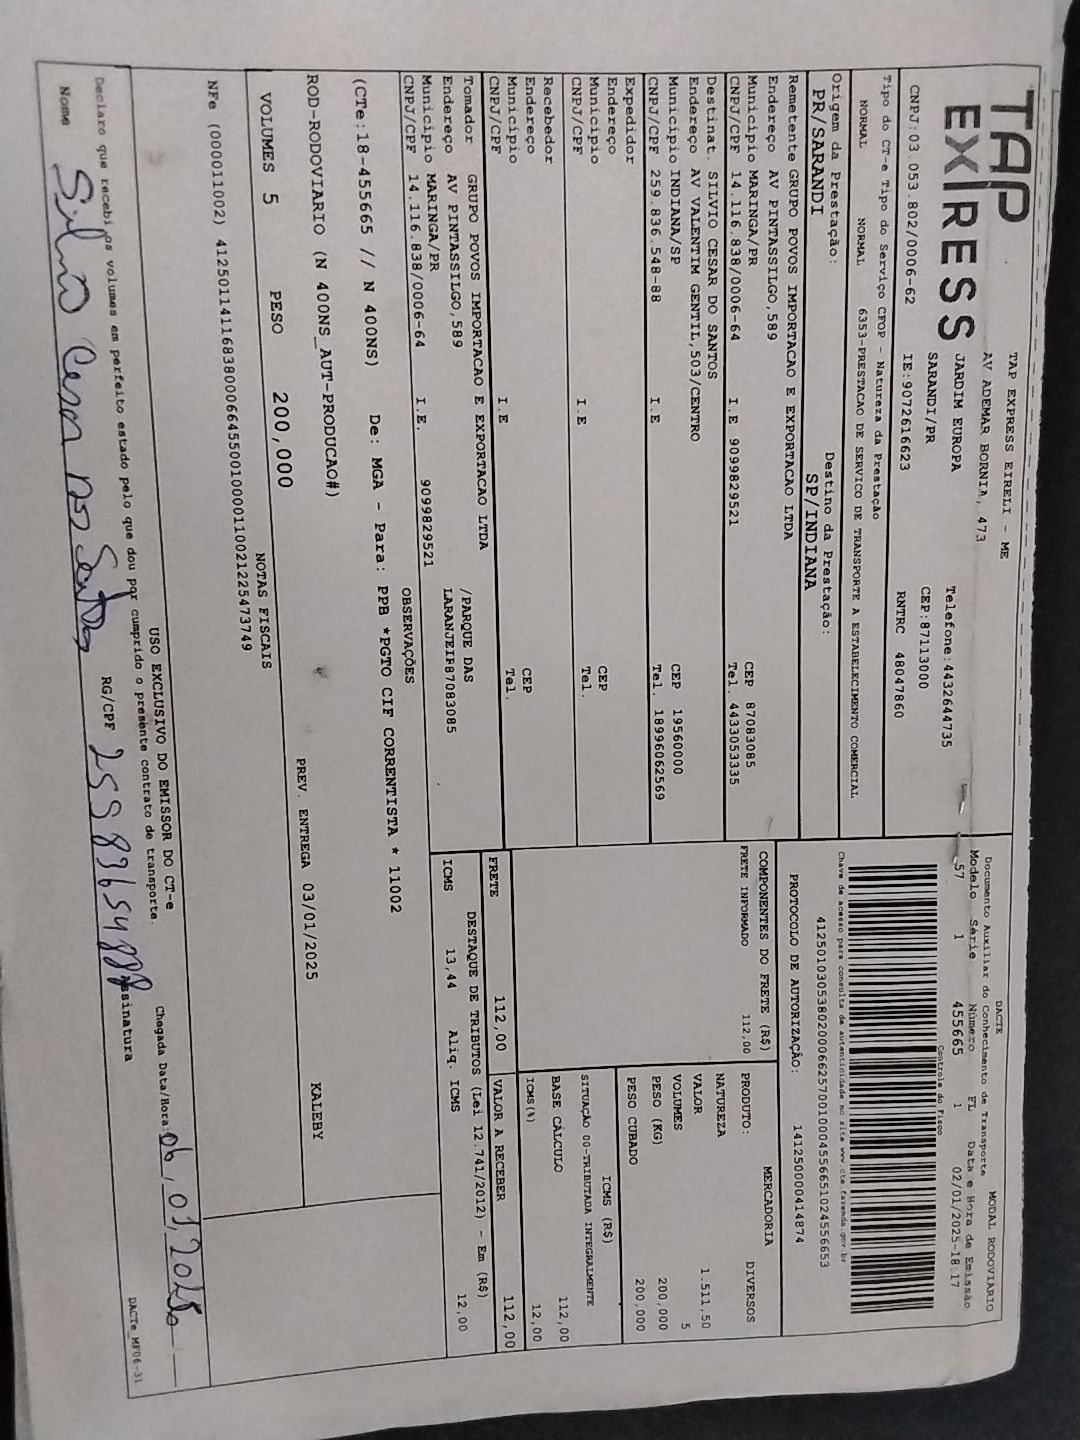 TAP
EXPRESS
TAP EXPRESS EIRELI - ME
AV ADEMAR BORNIA, 473
JARDIM EUROPA
SARANDI/PR
Telefone:4432644735
CEP:87113000
CNPJ:03.053.802/0006-62 IE:9072616623 RNTRC 48047860
DACTE MODAL RODOVIARIO
Documento Auxiliar do Conhecimento de Transporte
Modelo Série Número FL Data e Hora de Emissão
57 1 455665 1 02/01/2025-18:17
Controle do Fisco
Chave de acesso para consulta de autenticidade no site www.cte.fazenda.gov.br
41250103053802000662570010004556651024556653
PROTOCOLO DE AUTORIZAÇÃO: 141250000414874
Tipo do CT-e Tipo do Serviço CFOP - Natureza da Prestação
NORMAL NORMAL 6353-PRESTACAO DE SERVICO DE TRANSPORTE A ESTABELECIMENTO COMERCIAL
Origem da Prestação: Destino da Prestação:
PR/SARANDI SP/INDIANA
Remetente GRUPO POVOS IMPORTACAO E EXPORTACAO LTDA
Endereço AV PINTASSILGO,589
Município MARINGA/PR CEP 87083085
CNPJ/CPF 14.116.838/0006-64 I.E 9099829521 Tel. 4433053335
Destinat. SILVIO CESAR DO SANTOS
Endereço AV VALENTIM GENTIL,503/CENTRO
Município INDIANA/SP CEP 19560000
CNPJ/CPF 259.836.548-88 I.E Tel. 18996062569
Expedidor
Endereço
Município CEP
CNPJ/CPF I.E Tel.
Recebedor
Endereço
Município CEP
CNPJ/CPF I.E Tel.
Tomador GRUPO POVOS IMPORTACAO E EXPORTACAO LTDA
Endereço AV PINTASSILGO,589 /PARQUE DAS
Município MARINGA/PR LARANJEIR87083085
CNPJ/CPF 14.116.838/0006-64 I.E. 9099829521
COMPONENTES DO FRETE (R$)
FRETE INFORMADO 112,00
MERCADORIA
PRODUTO: DIVERSOS
NATUREZA
VALOR 1.511,50
VOLUMES 5
PESO (KG) 200,000
PESO CUBADO 200,000
ICMS (R$)
SITUAÇÃO 00-TRIBUTADA INTEGRALMENTE
BASE CÁLCULO 112,00
ICMS(%) 12,00
FRETE 112,00 VALOR A RECEBER 112,00
DESTAQUE DE TRIBUTOS (Lei 12.741/2012) - Em (R$)
ICMS 13,44 Aliq. ICMS 12,00
OBSERVAÇÕES
(CTe:18-455665 // N 400NS) De: MGA - Para: PPB *PGTO CIF CORRENTISTA * 11002
ROD-RODOVIARIO (N 400NS_AUT-PRODUCAO#)
PREV. ENTREGA 03/01/2025 KALEBY
VOLUMES 5 PESO 200,000
NOTAS FISCAIS
NFe (000011002) 41250114116838000664550010000110021225473749
USO EXCLUSIVO DO EMISSOR DO CT-e
Declaro que recebi os volumes em perfeito estado pelo que dou por cumprido o presente contrato de transporte.
Chegada Data/Hora: 06, 01, 2025
Nome Silvio Cesar dos Santos RG/CPF 25983654888 Assinatura
DACTe_MF06-31